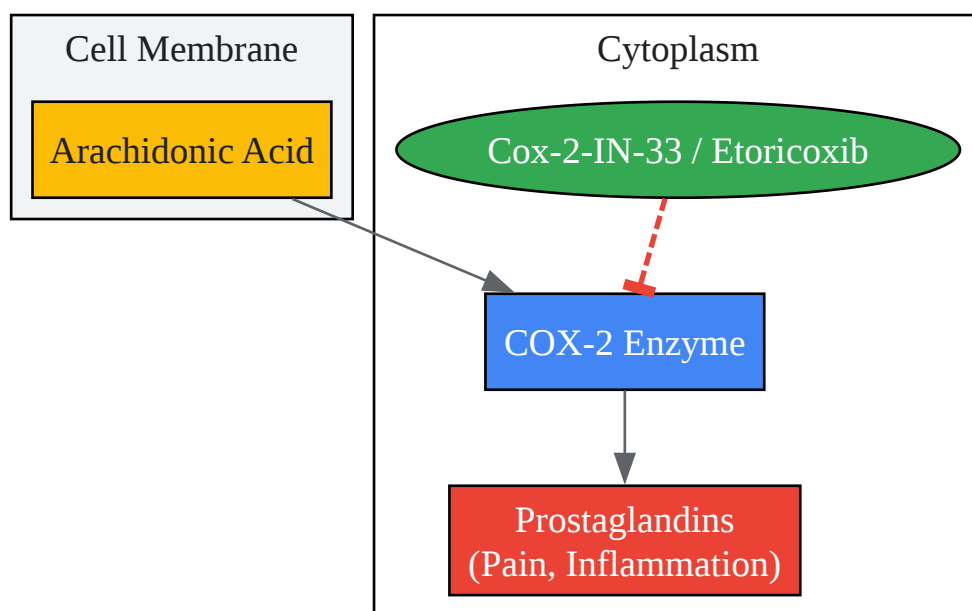 Cell Membrane
Arachidonic Acid
Cytoplasm
Cox-2-IN-33 / Etoricoxib
COX-2 Enzyme
Prostaglandins
(Pain, Inflammation)